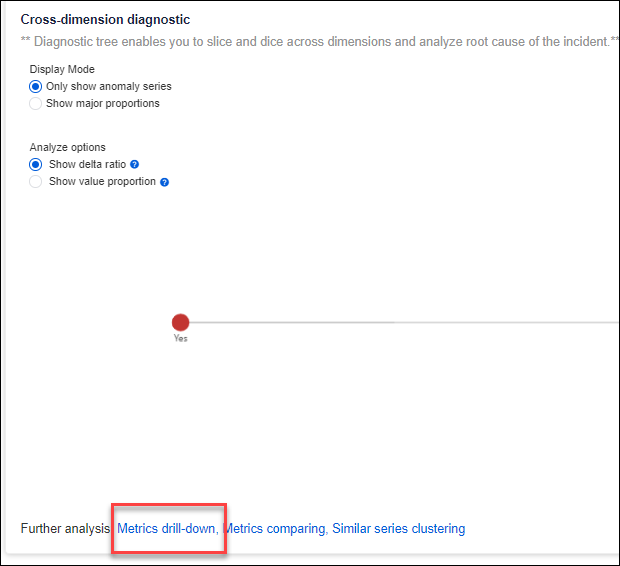 Cross-dimension diagnostic
** Diagnostic tree enables you to slice and dice across dimensions and analyze root cause of the incident.**
Display Mode
Only show anomaly series
Show major proportions
Analyze options
Show delta ratio ?
Show value proportion ?
Yes
Further analysis: Metrics drill-down, Metrics comparing, Similar series clustering